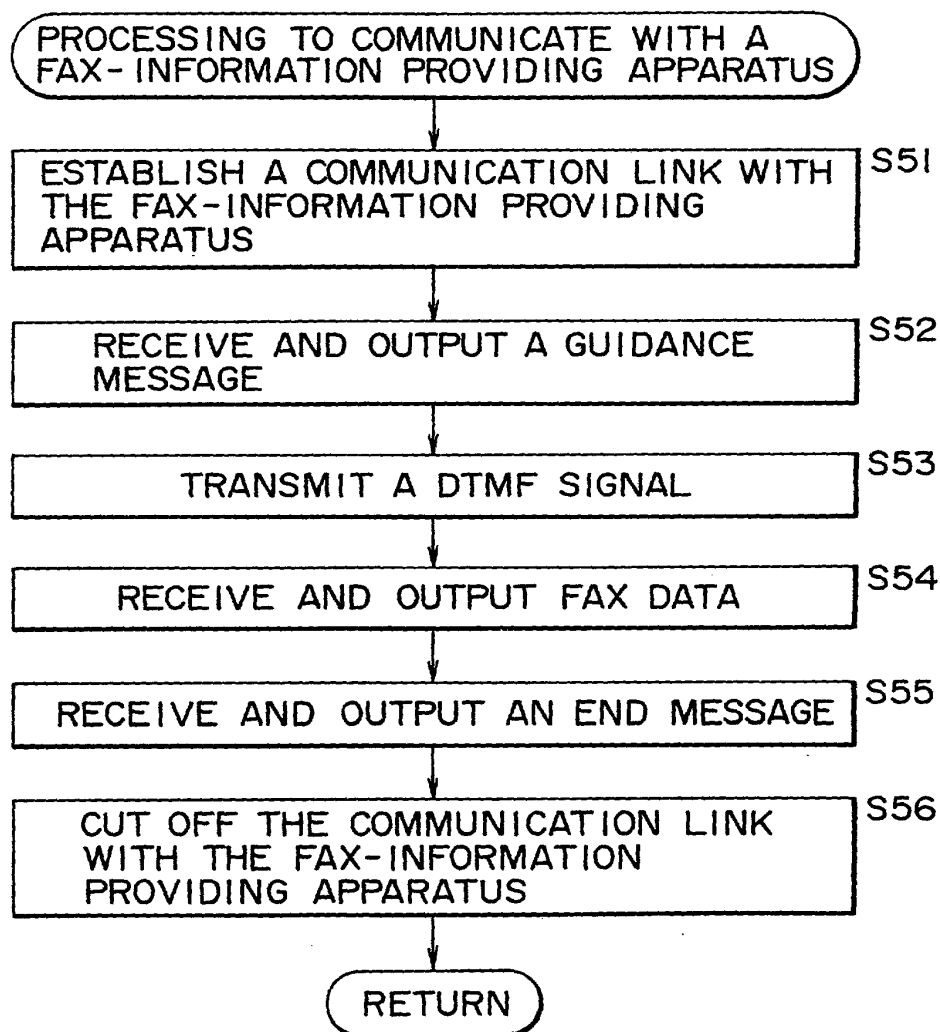 PROCESSING TO COMMUNICATE WITH A
FAX-INFORMATION PROVIDING APPARATUS
ESTABLISH A COMMUNICATION LINK WITH
THE FAX-INFORMATION PROVIDING
APPARATUS
S51
RECEIVE AND OUTPUT A GUIDANCE
MESSAGE
S52
TRANSMIT A DTMF SIGNAL
S53
RECEIVE AND OUTPUT FAX DATA
S54
RECEIVE AND OUTPUT AN END MESSAGE
S55
CUT OFF THE COMMUNICATION LINK
WITH THE FAX-INFORMATION
PROVIDING APPARATUS
S56
RETURN